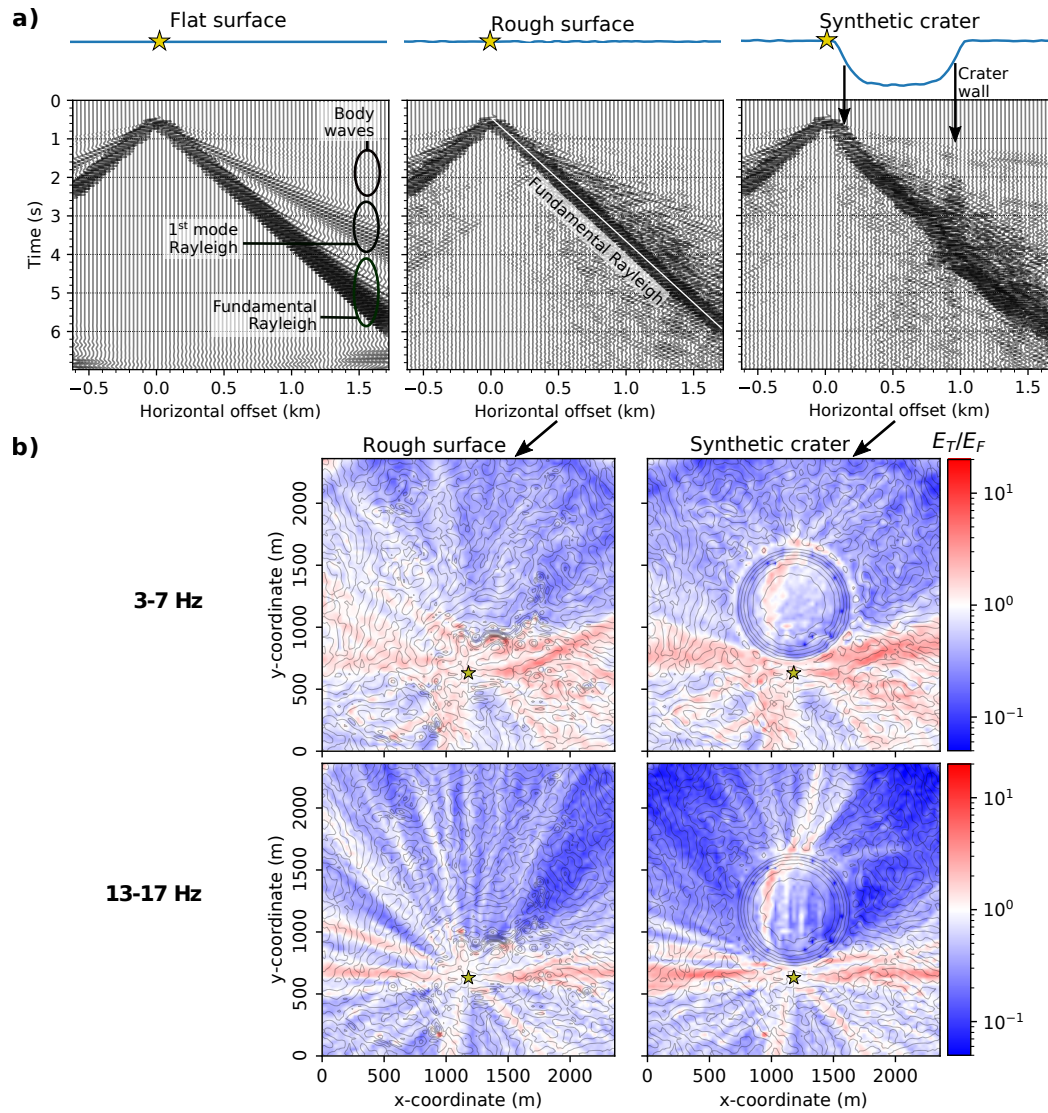 a)
Flat surface
Rough surface
Synthetic crater
Crater
wall
0
1
2
3
4
5
6
Time (s)
Body
waves
1st mode
Rayleigh
Fundamental
Rayleigh
Fundamental Rayleigh
−0.5 0.0 0.5 1.0 1.5
−0.5 0.0 0.5 1.0 1.5
−0.5 0.0 0.5 1.0 1.5
Horizontal offset (km)
Horizontal offset (km)
Horizontal offset (km)
b)
Rough surface
Synthetic crater
E_T/E_F
3-7 Hz
y-coordinate (m)
2000
1500
1000
500
0
10^1
10^0
10^−1
13-17 Hz
y-coordinate (m)
2000
1500
1000
500
0
10^1
10^0
10^−1
0 500 1000 1500 2000
0 500 1000 1500 2000
x-coordinate (m)
x-coordinate (m)